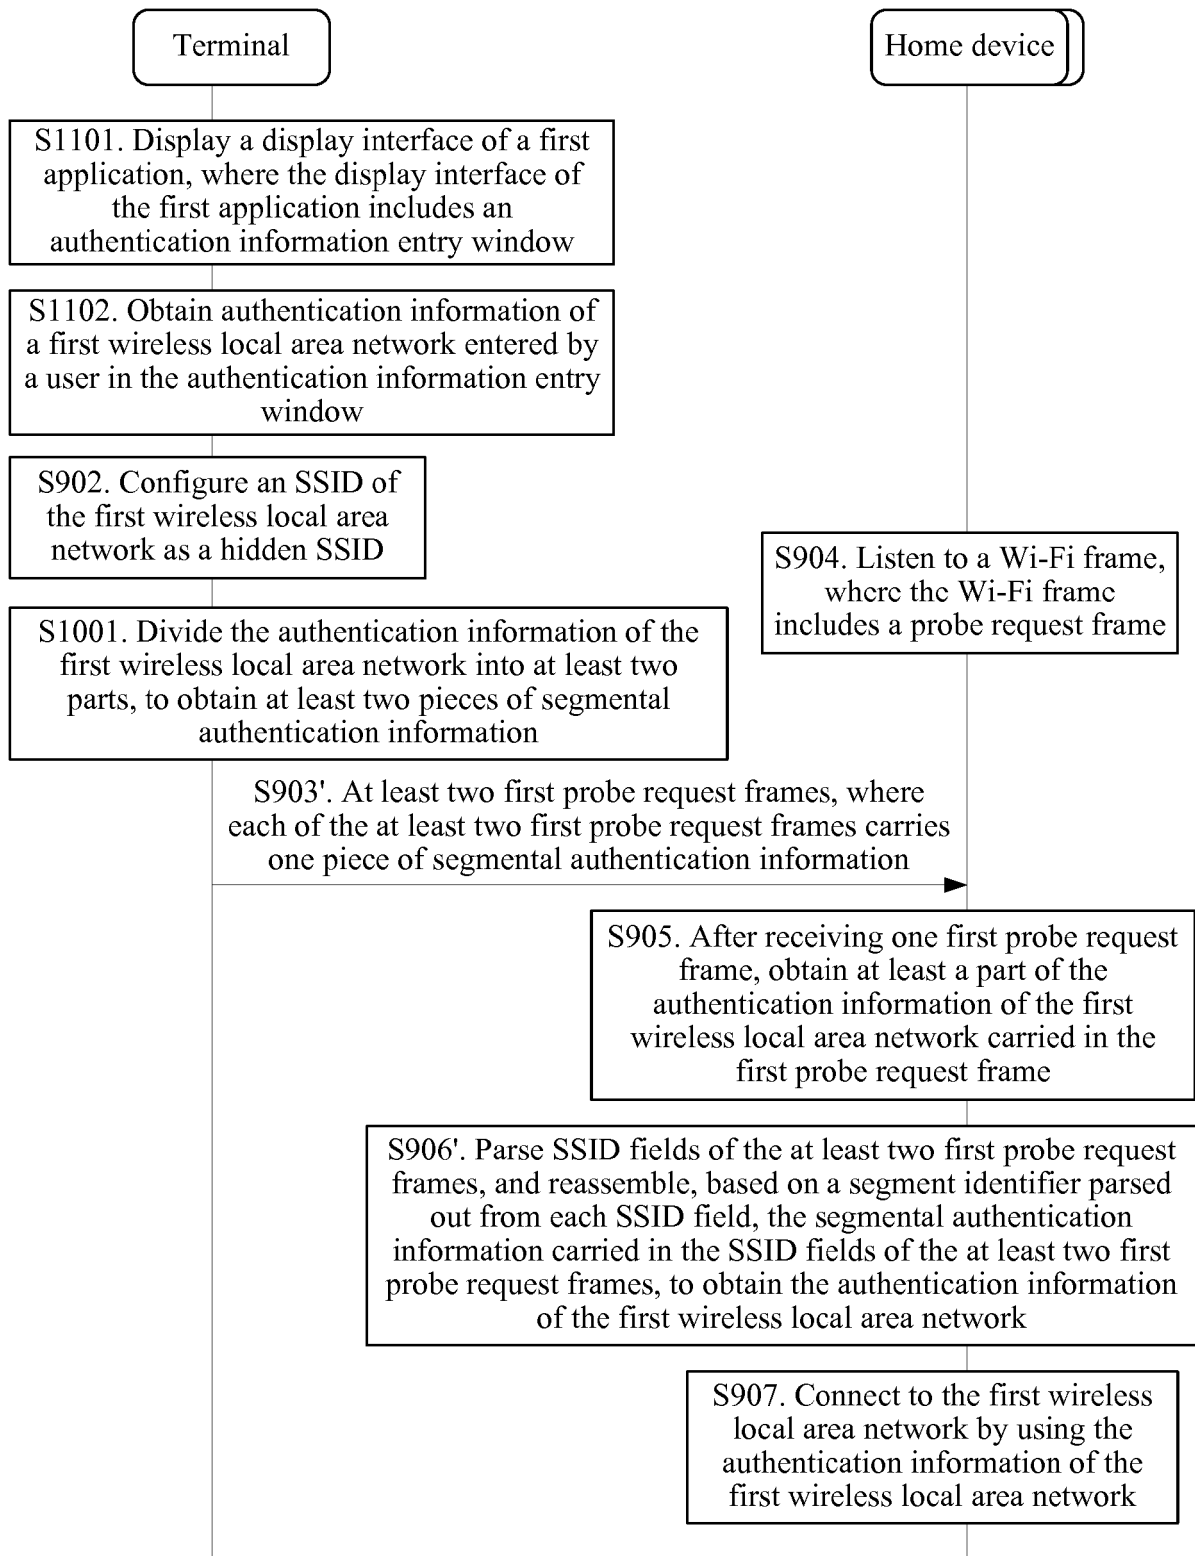 Terminal
Home device
S1101. Display a display interface of a first
application, where the display interface of
the first application includes an
authentication information entry window
S1102. Obtain authentication information of
a first wireless local area network entered by
a user in the authentication information entry
window
S902. Configure an SSID of
the first wireless local area
network as a hidden SSID
S904. Listen to a Wi-Fi frame,
where the Wi-Fi frame
includes a probe request frame
S1001. Divide the authentication information of the
first wireless local area network into at least two
parts, to obtain at least two pieces of segmental
authentication information
S903'. At least two first probe request frames, where
each of the at least two first probe request frames carries
one piece of segmental authentication information
S905. After receiving one first probe request
frame, obtain at least a part of the
authentication information of the first
wireless local area network carried in the
first probe request frame
S906'. Parse SSID fields of the at least two first probe request
frames, and reassemble, based on a segment identifier parsed
out from each SSID field, the segmental authentication
information carried in the SSID fields of the at least two first
probe request frames, to obtain the authentication information
of the first wireless local area network
S907. Connect to the first wireless
local area network by using the
authentication information of the
first wireless local area network